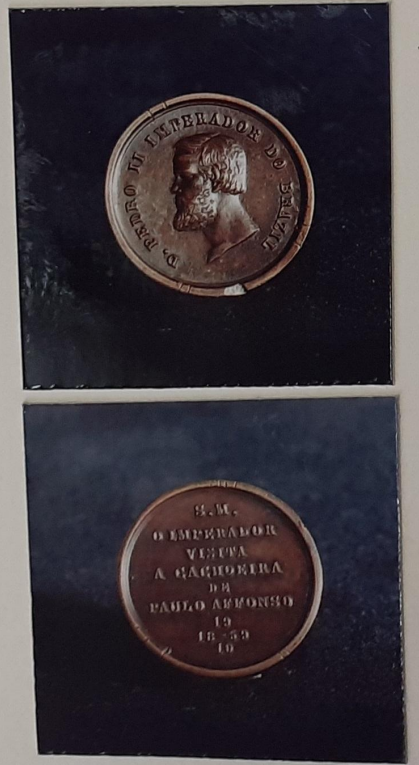 D. PEDRO II IMPERADOR DO BRAZIL
S. M.
O IMPERADOR
VISITA
A CACHOEIRA
DE
PAULO AFFONSO
19
18-59
10